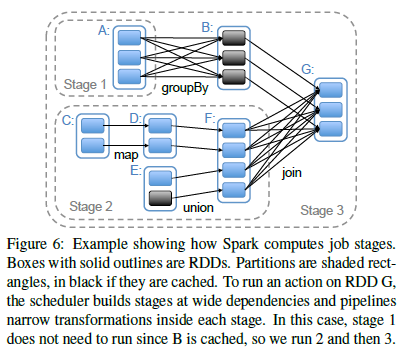 A:
B:
G:
Stage 1
groupBy
C:
D:
F:
map
E:
join
Stage 2
union
Stage 3
Figure 6: Example showing how Spark computes job stages.
Boxes with solid outlines are RDDs. Partitions are shaded rect-
angles, in black if they are cached. To run an action on RDD G,
the scheduler builds stages at wide dependencies and pipelines
narrow transformations inside each stage. In this case, stage 1
does not need to run since B is cached, so we run 2 and then 3.